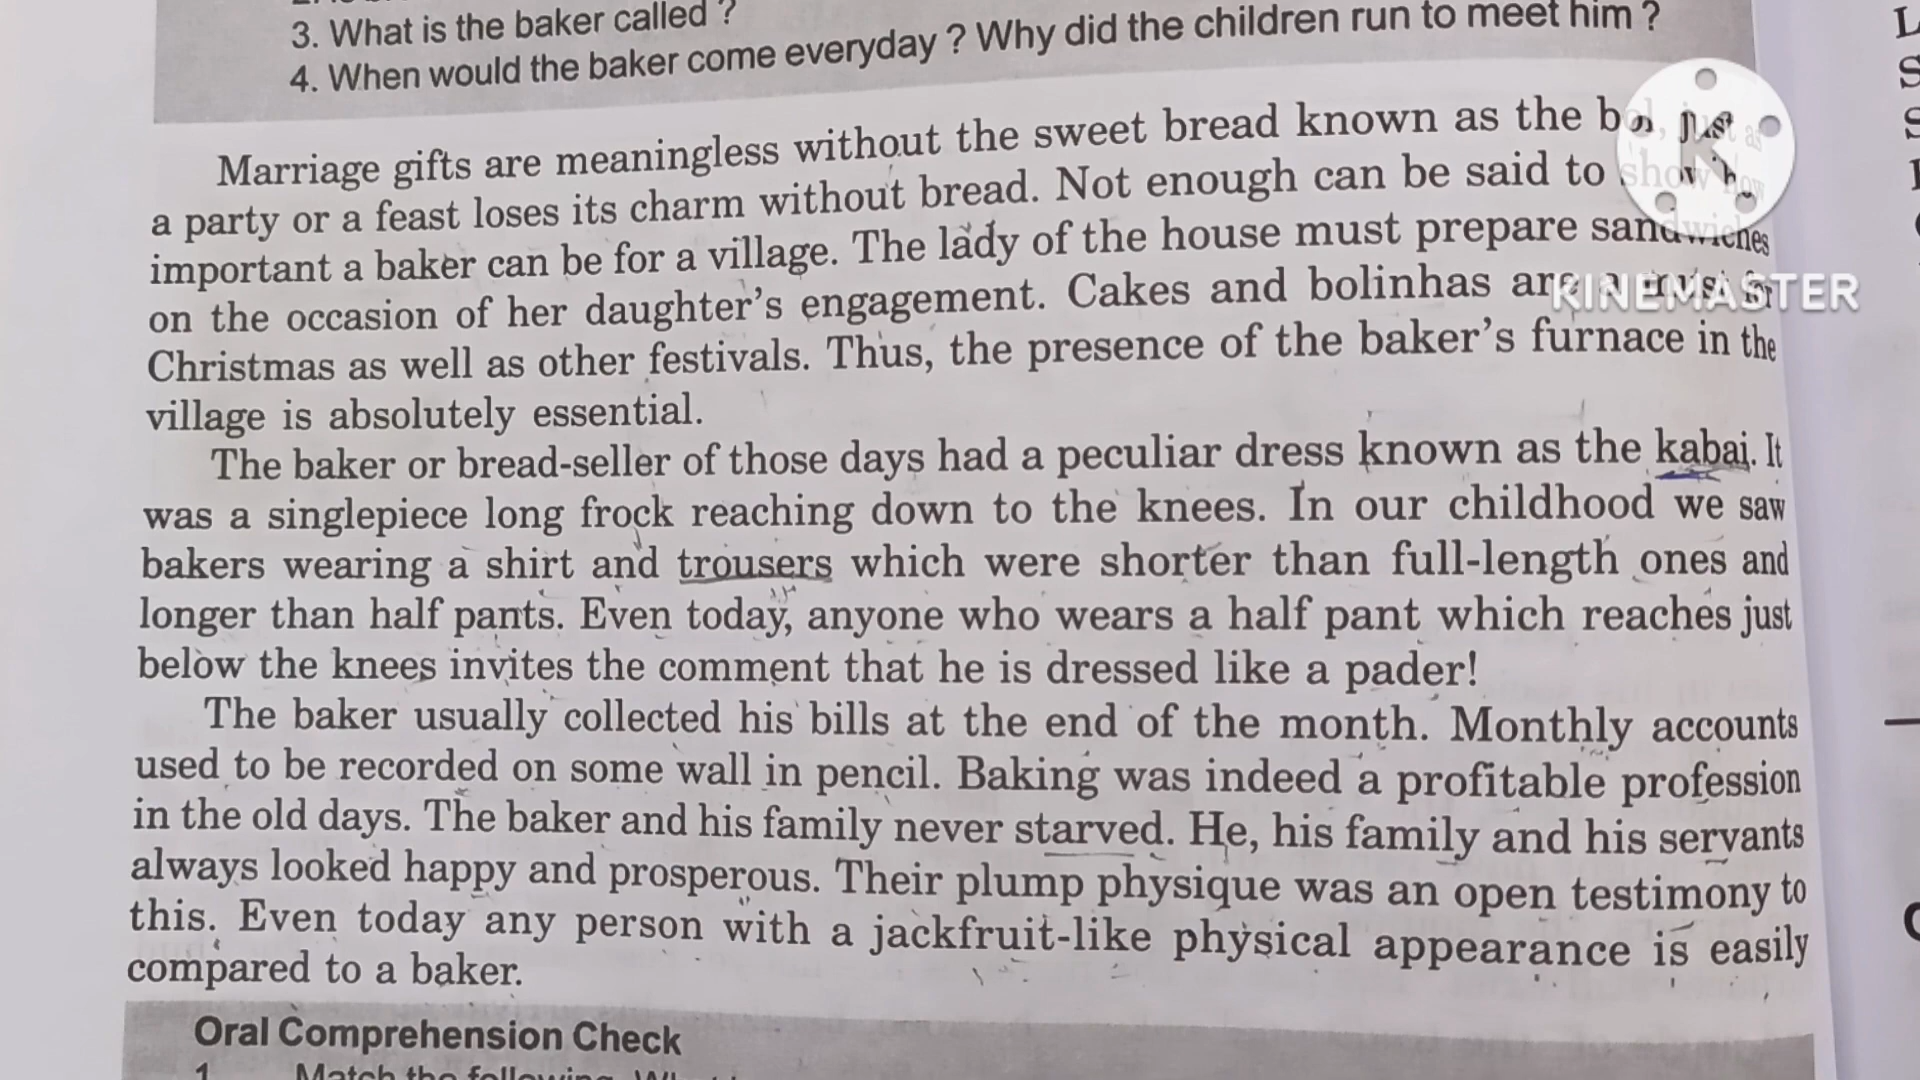 3. What is the baker called ?
4. When would the baker come everyday ? Why did the children run to meet him ?
Marriage gifts are meaningless without the sweet bread known as the bol, just as
a party or a feast loses its charm without bread. Not enough can be said to show how
important a baker can be for a village. The lady of the house must prepare sandwiches
on the occasion of her daughter's engagement. Cakes and bolinhas are a must for
KINEMASTER
Christmas as well as other festivals. Thus, the presence of the baker's furnace in the
village is absolutely essential.
The baker or bread-seller of those days had a peculiar dress known as the kabai. It
was a singlepiece long frock reaching down to the knees. In our childhood we saw
bakers wearing a shirt and trousers which were shorter than full-length ones and
longer than half pants. Even today, anyone who wears a half pant which reaches just
below the knees invites the comment that he is dressed like a pader!
The baker usually collected his bills at the end of the month. Monthly accounts
used to be recorded on some wall in pencil. Baking was indeed a profitable profession
in the old days. The baker and his family never starved. He, his family and his servants
always looked happy and prosperous. Their plump physique was an open testimony to
this. Even today any person with a jackfruit-like physical appearance is easily
compared to a baker.
Oral Comprehension Check
1. Match the following.